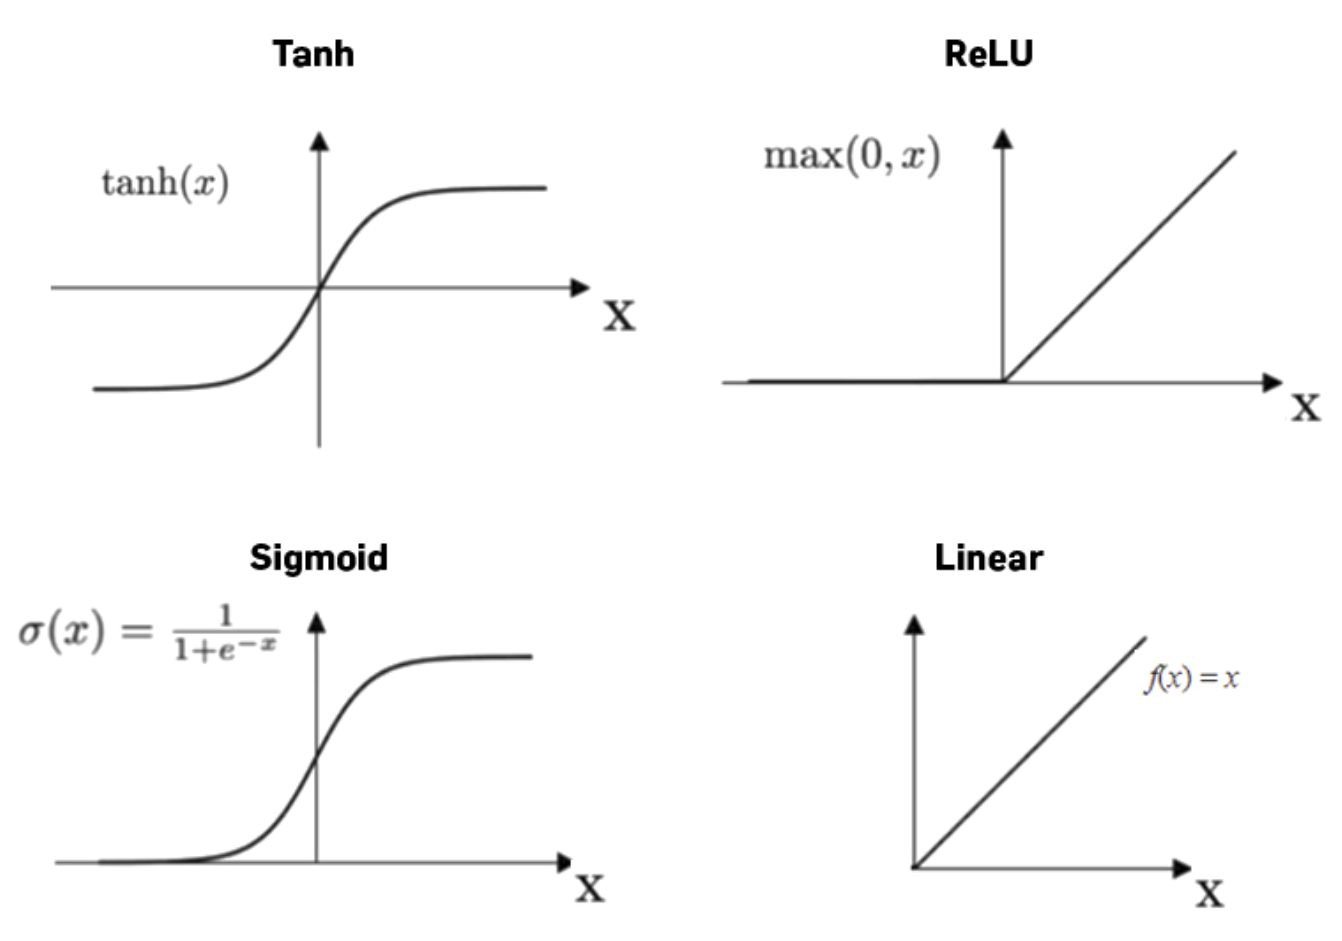 Tanh
tanh(x)
X
ReLU
max(0, x)
X
Sigmoid
σ(x) = 1/(1+e^−x)
X
Linear
f(x) = x
X